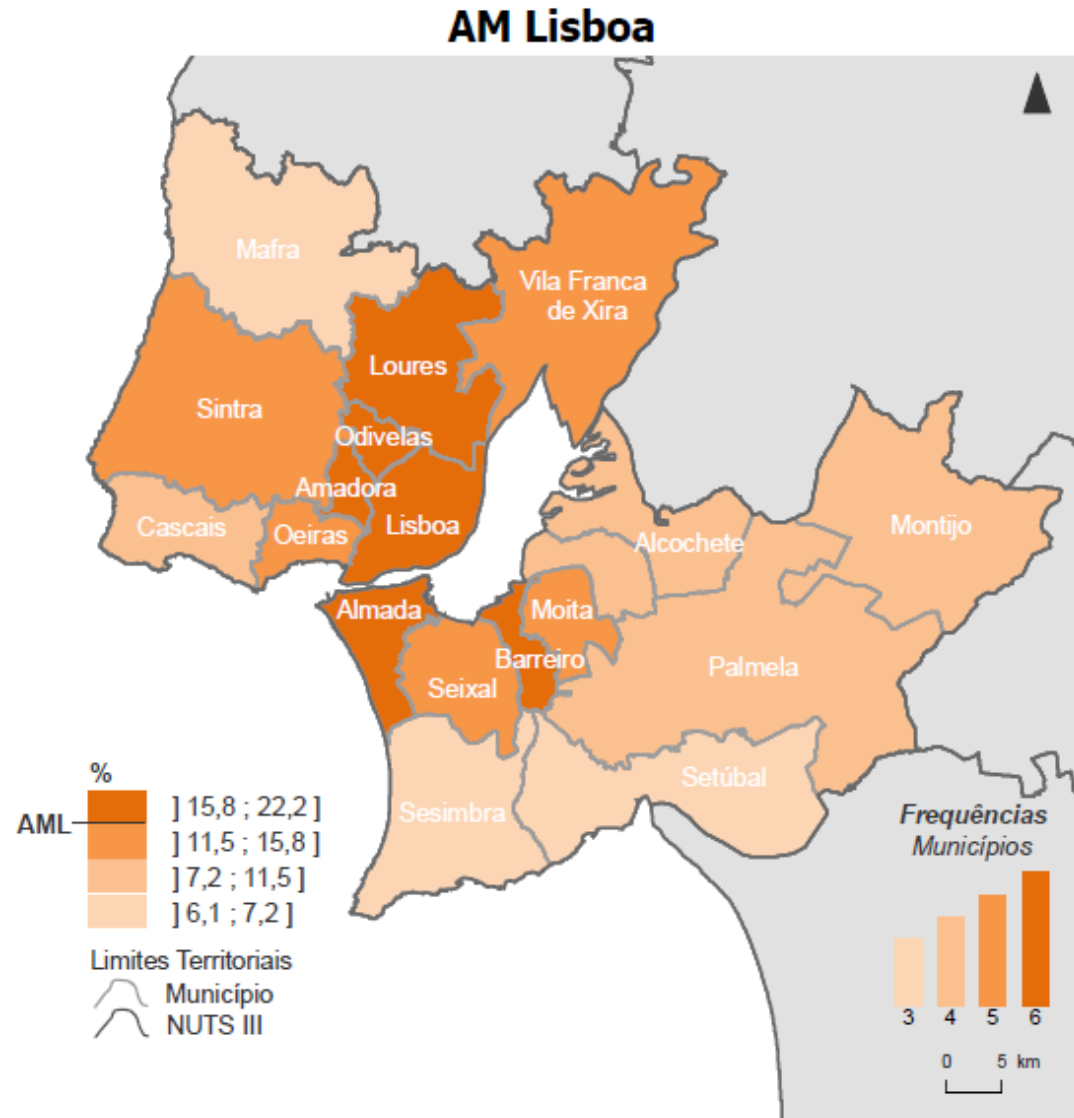 AM Lisboa
Mafra
Vila Franca
de Xira
Loures
Sintra
Odivelas
Amadora
Cascais
Oeiras
Lisboa
Alcochete
Montijo
Almada
Moita
Barreiro
Seixal
Palmela
Setúbal
Sesimbra
%
] 15,8 ; 22,2 ]
AML
] 11,5 ; 15,8 ]
] 7,2 ; 11,5 ]
] 6,1 ; 7,2 ]
Limites Territoriais
Município
NUTS III
Frequências
Municípios
3 4 5 6
0 5 km